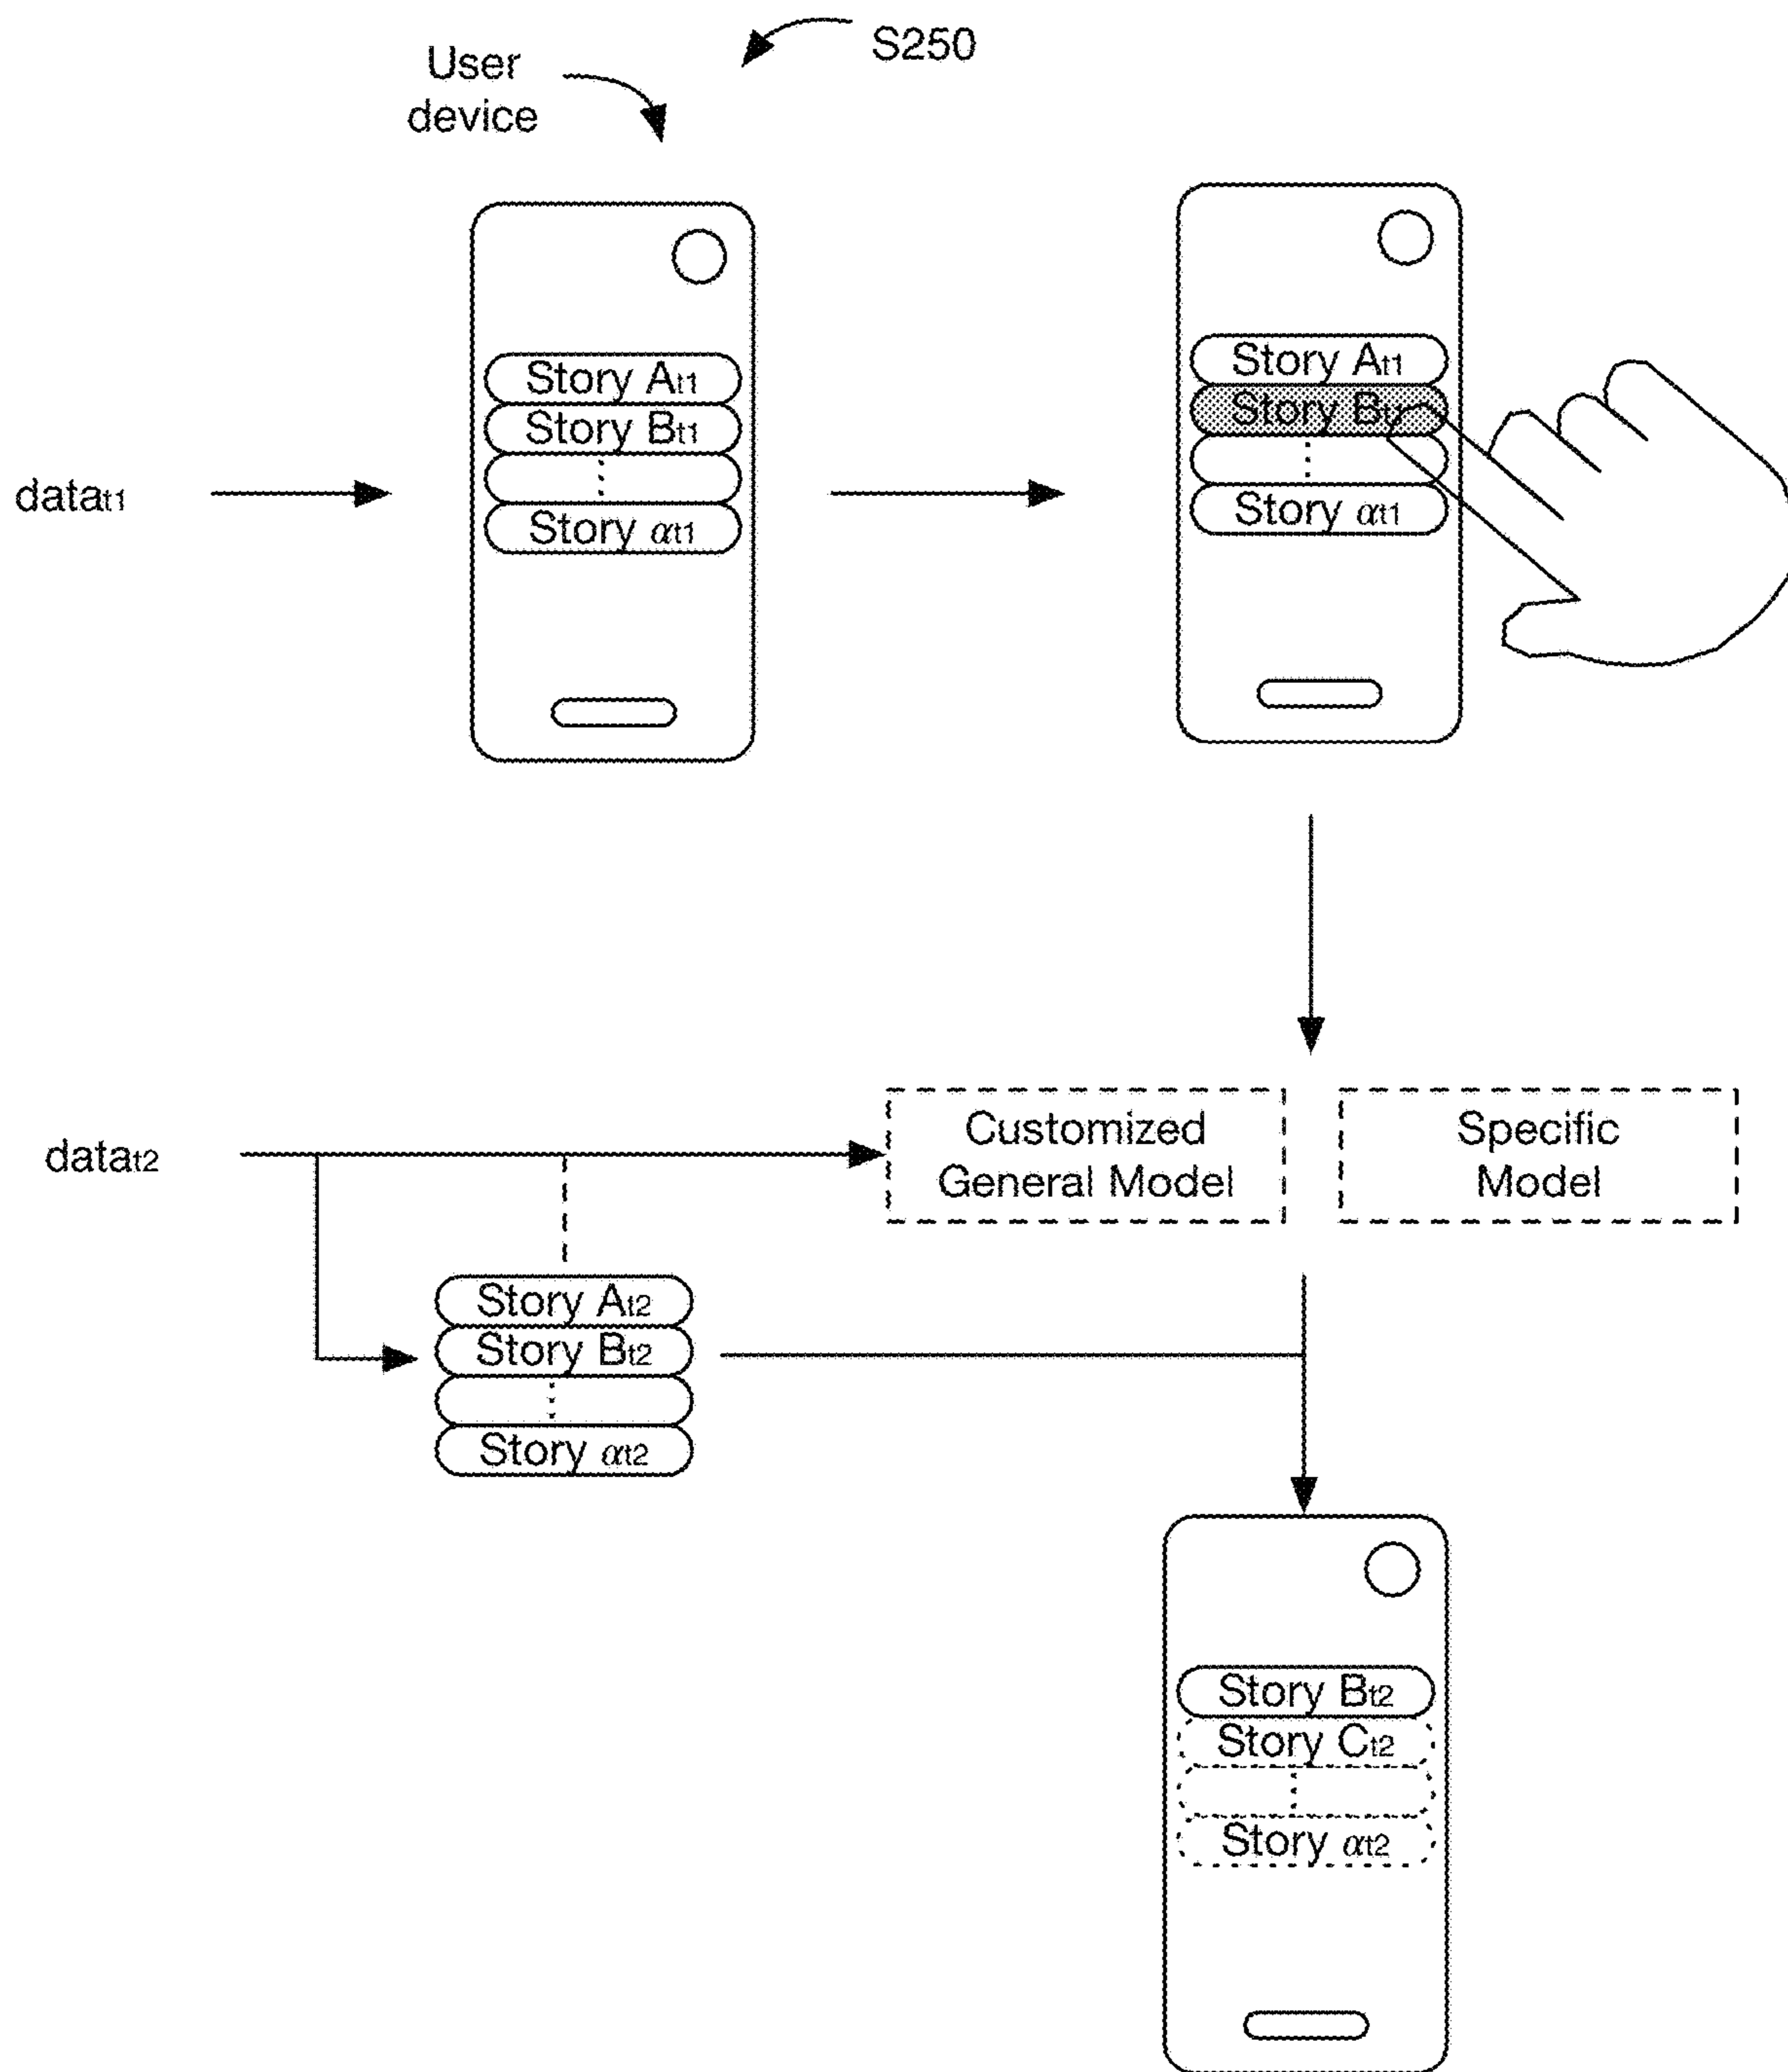 S250
User
device
Story At1
Story Bt1
Story αt1
Story At1
Story Bt1
Story αt1
datat1
Customized
General Model
Specific
Model
datat2
Story At2
Story Bt2
Story αt2
Story Bt2
Story Ct2
Story αt2